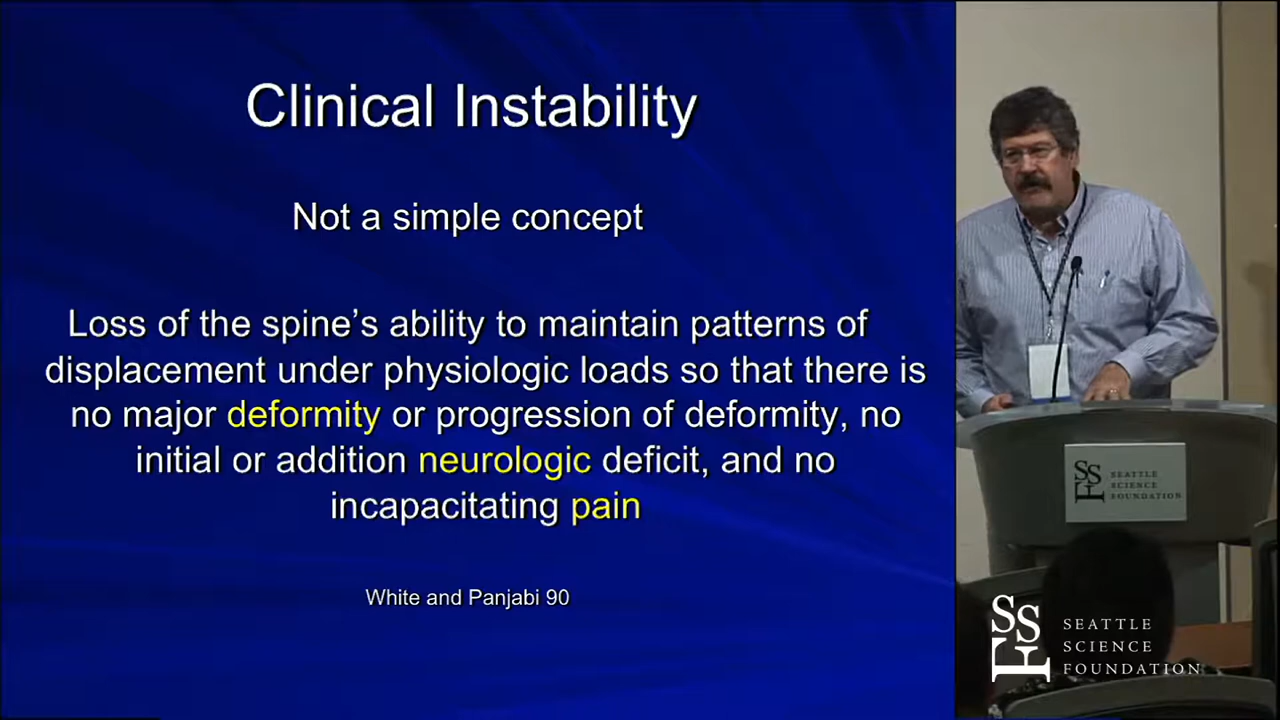 Clinical Instability
Not a simple concept
Loss of the spine's ability to maintain patterns of
displacement under physiologic loads so that there is
no major deformity or progression of deformity, no
initial or addition neurologic deficit, and no
incapacitating pain
White and Panjabi 90
SSF
SEATTLE
SCIENCE
FOUNDATION
SSF
SEATTLE
SCIENCE
FOUNDATION